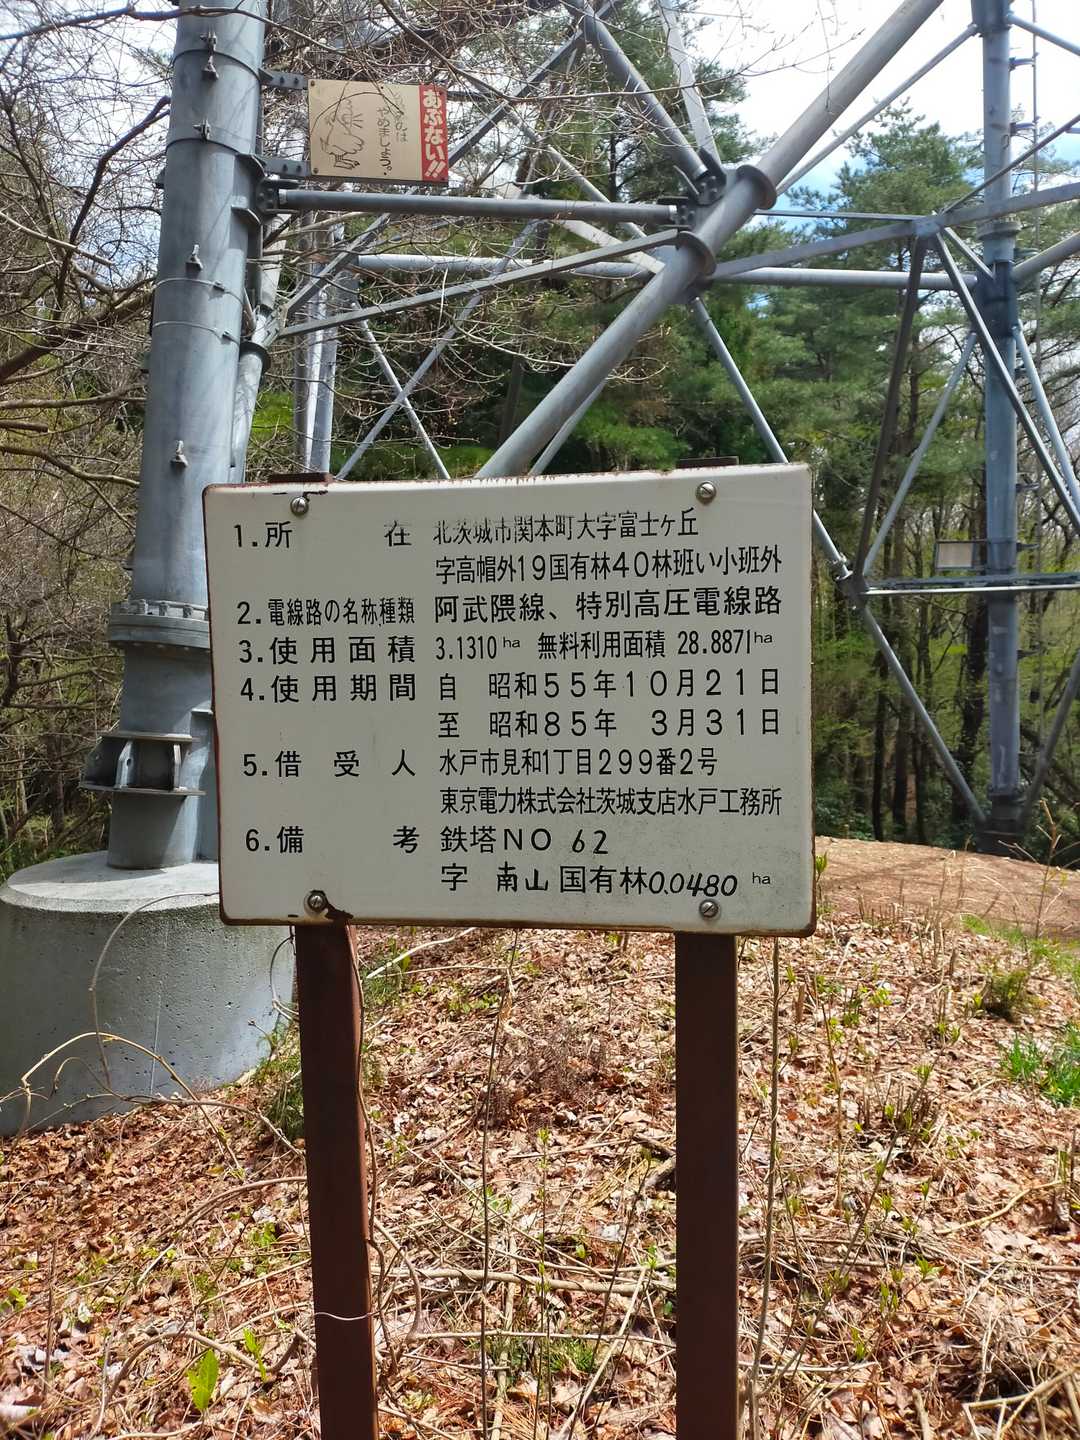 あぶない!!
やめましょう。
1.所在 北茨城市関本町大字富士ヶ丘
字高帽外19国有林40林班い小班外
2.電線路の名称種類 阿武隈線、特別高圧電線路
3.使用面積 3.1310ha 無料利用面積 28.8871ha
4.使用期間 自 昭和55年10月21日
至 昭和85年 3月31日
5.借受人 水戸市見和1丁目299番2号
東京電力株式会社茨城支店水戸工務所
6.備考 鉄塔NO 62
字 南山国有林0.0480 ha